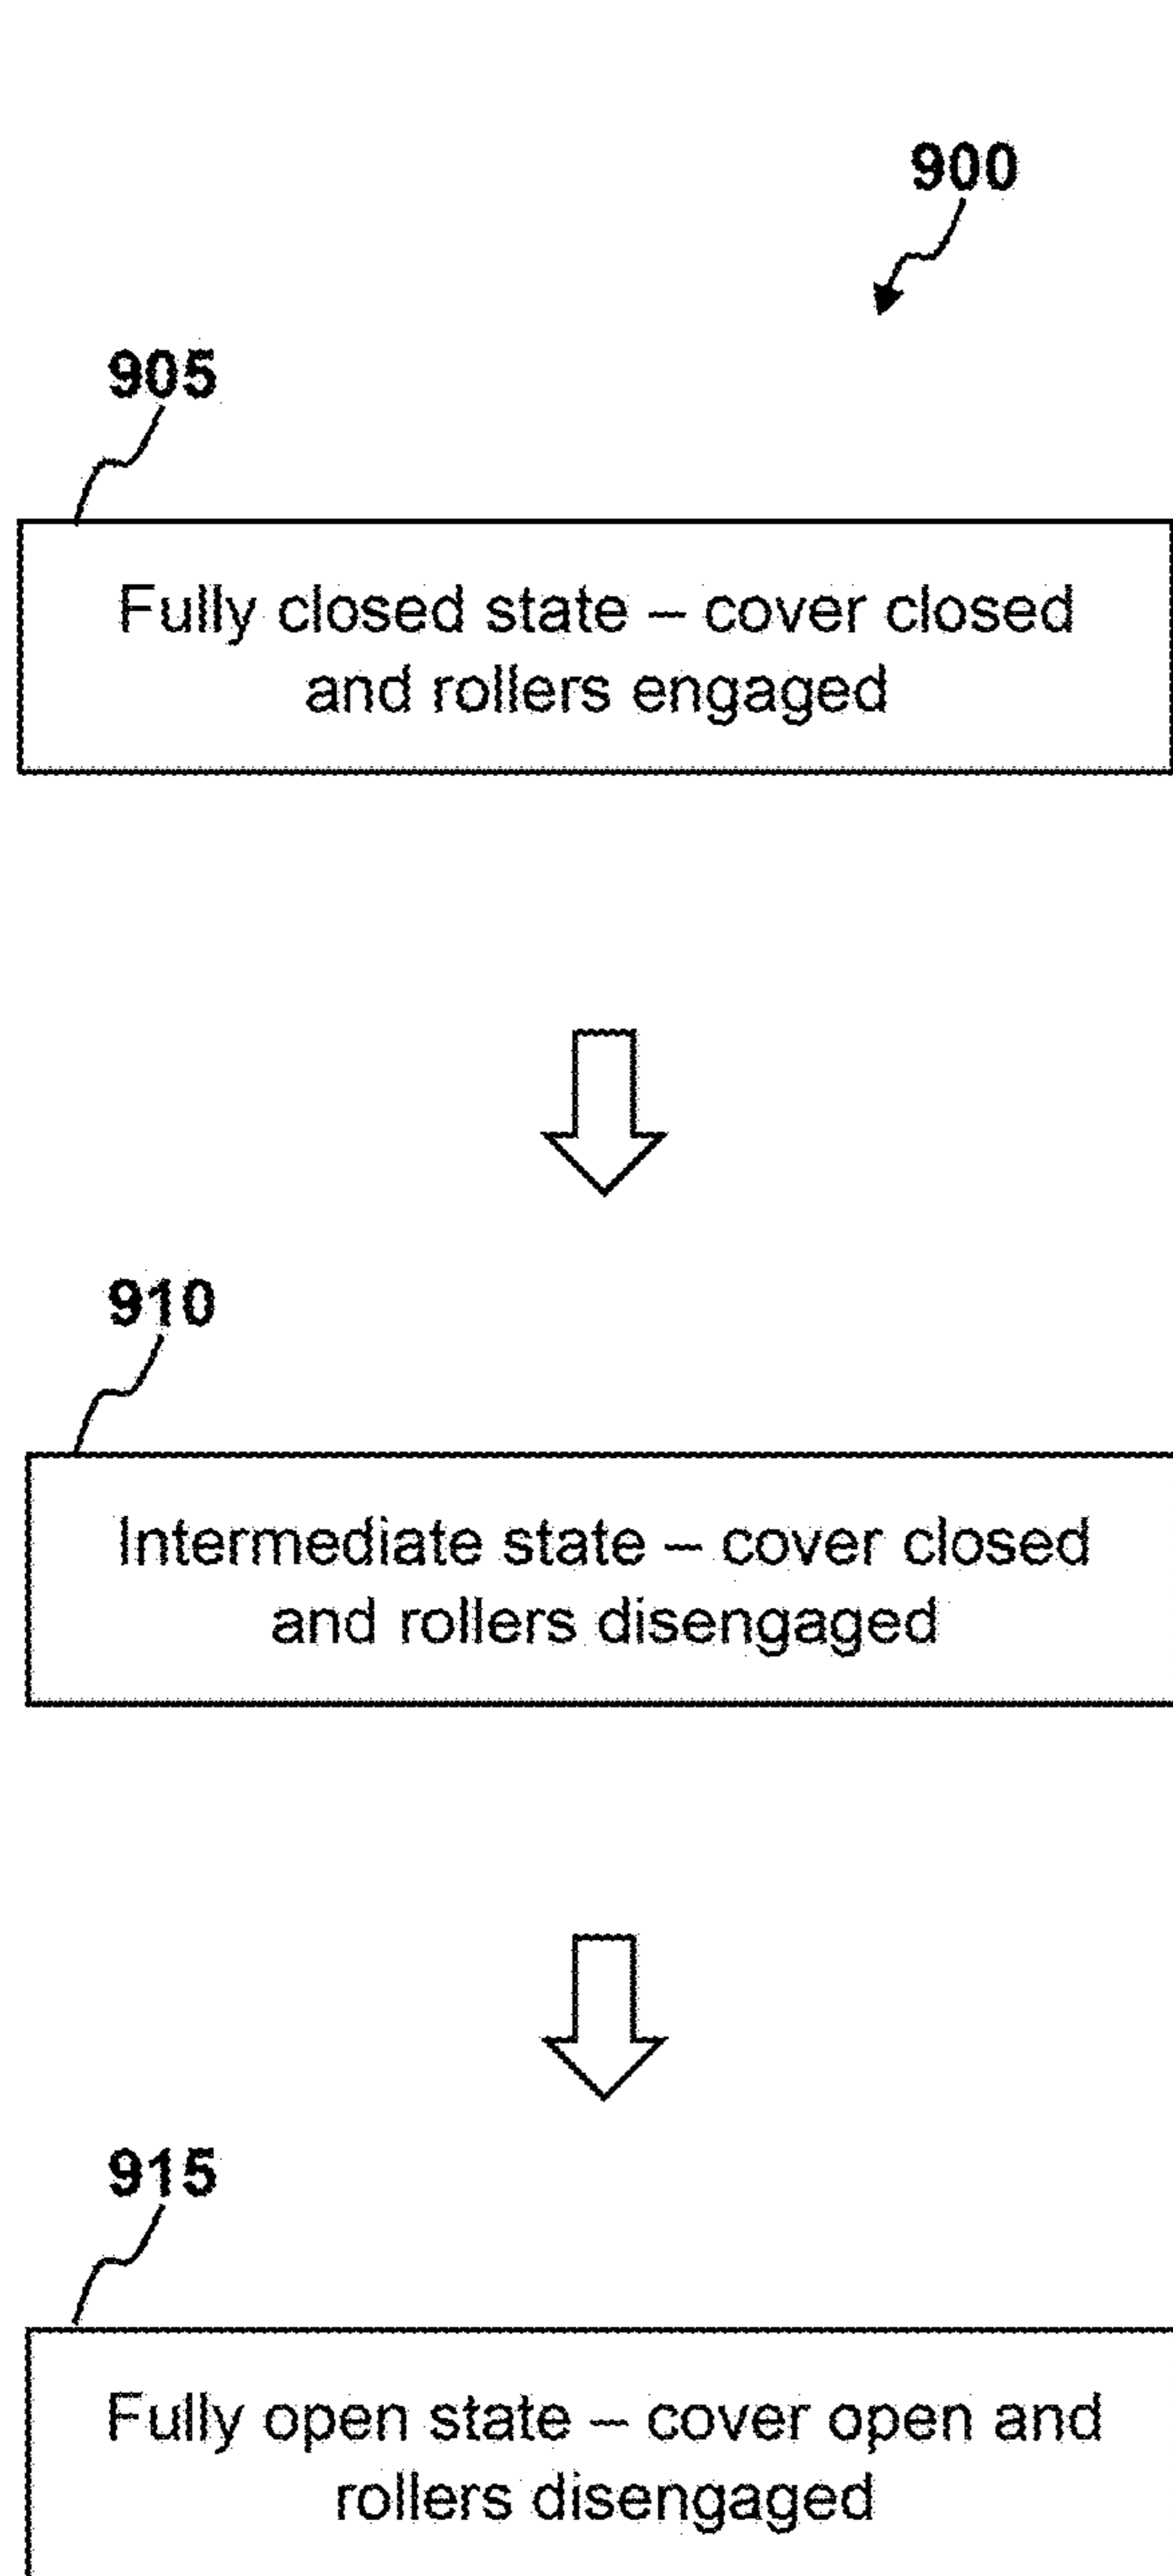 900
905
Fully closed state – cover closed
and rollers engaged
910
Intermediate state – cover closed
and rollers disengaged
915
Fully open state – cover open and
rollers disengaged